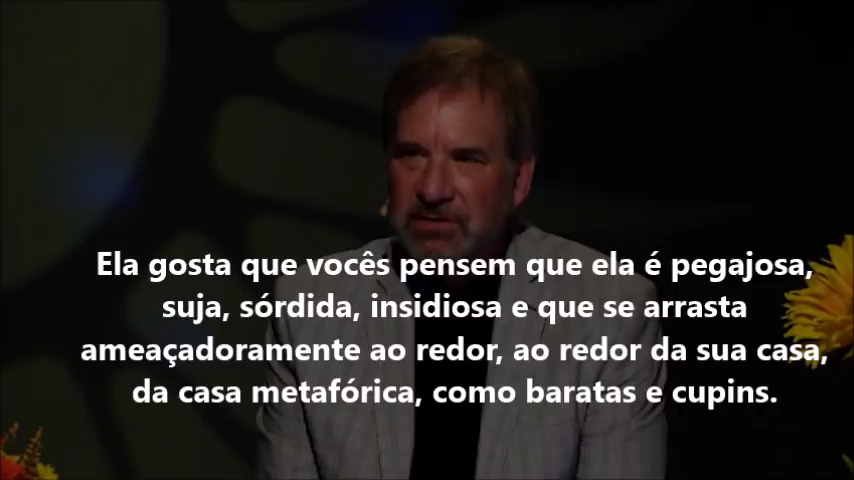 Ela gosta que vocês pensem que ela é pegajosa,
suja, sórdida, insidiosa e que se arrasta
ameaçadoramente ao redor, ao redor da sua casa,
da casa metafórica, como baratas e cupins.